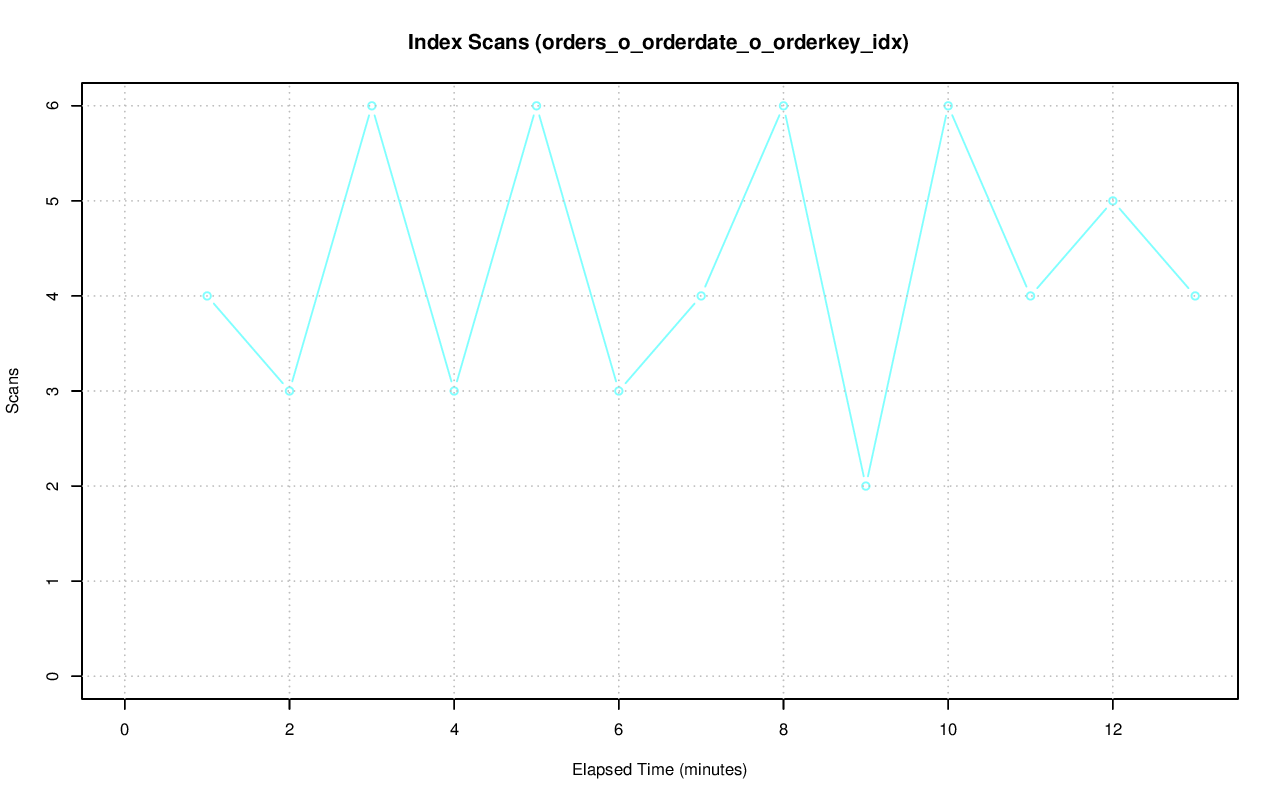 Index Scans (orders_o_orderdate_o_orderkey_idx)
6
5
4
3
2
1
0
Scans
0 2 4 6 8 10 12
Elapsed Time (minutes)